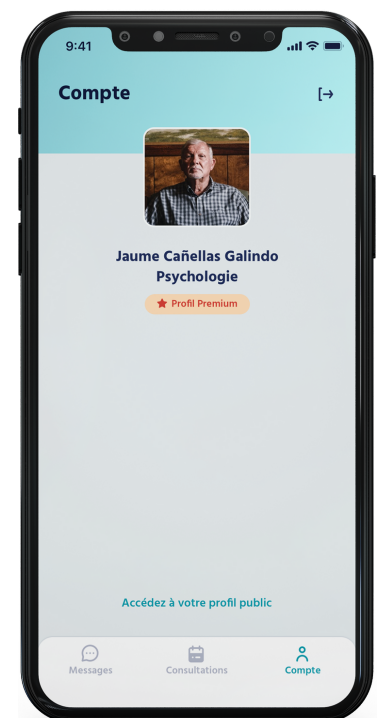 9:41
Compte
Jaume Cañellas Galindo
Psychologie
Profil Premium
Accédez à votre profil public
Messages
Consultations
Compte